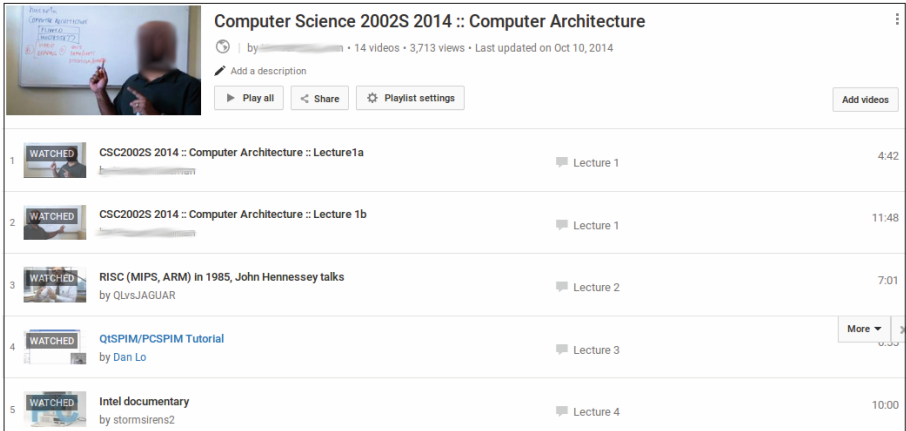 Computer Science 2002S 2014 :: Computer Architecture
by • 14 videos • 3,713 views • Last updated on Oct 10, 2014
Add a description
Play all Share Playlist settings Add videos
1 WATCHED CSC2002S 2014 :: Computer Architecture :: Lecture1a Lecture 1 4:42
2 WATCHED CSC2002S 2014 :: Computer Architecture :: Lecture 1b Lecture 1 11:48
3 WATCHED RISC (MIPS, ARM) in 1985, John Hennessey talks Lecture 2 7:01
by QLvsJAGUAR
More
4 WATCHED QtSPIM/PCSPIM Tutorial Lecture 3
by Dan Lo
5 WATCHED Intel documentary Lecture 4 10:00
by stormsirens2